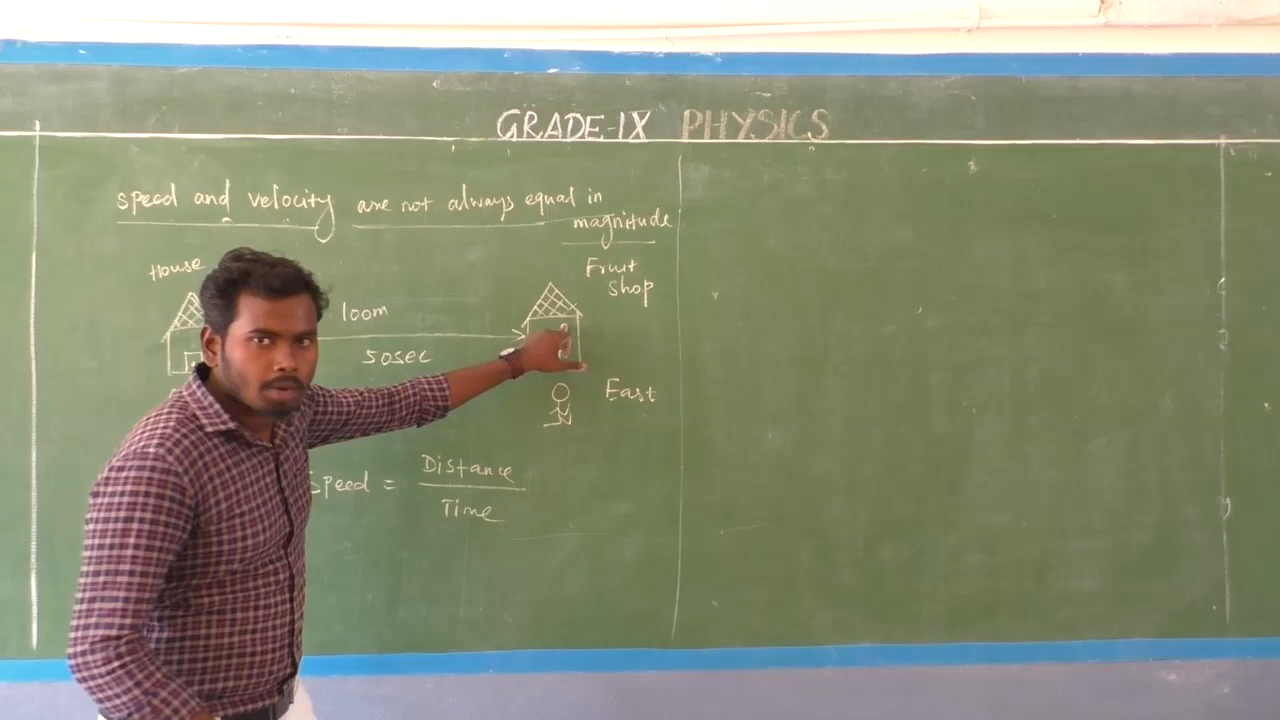 GRADE-IX PHYSICS
speed and velocity are not always equal in
magnitude
House
Fruit
shop
100m
50sec
East
Speed = Distance
Time